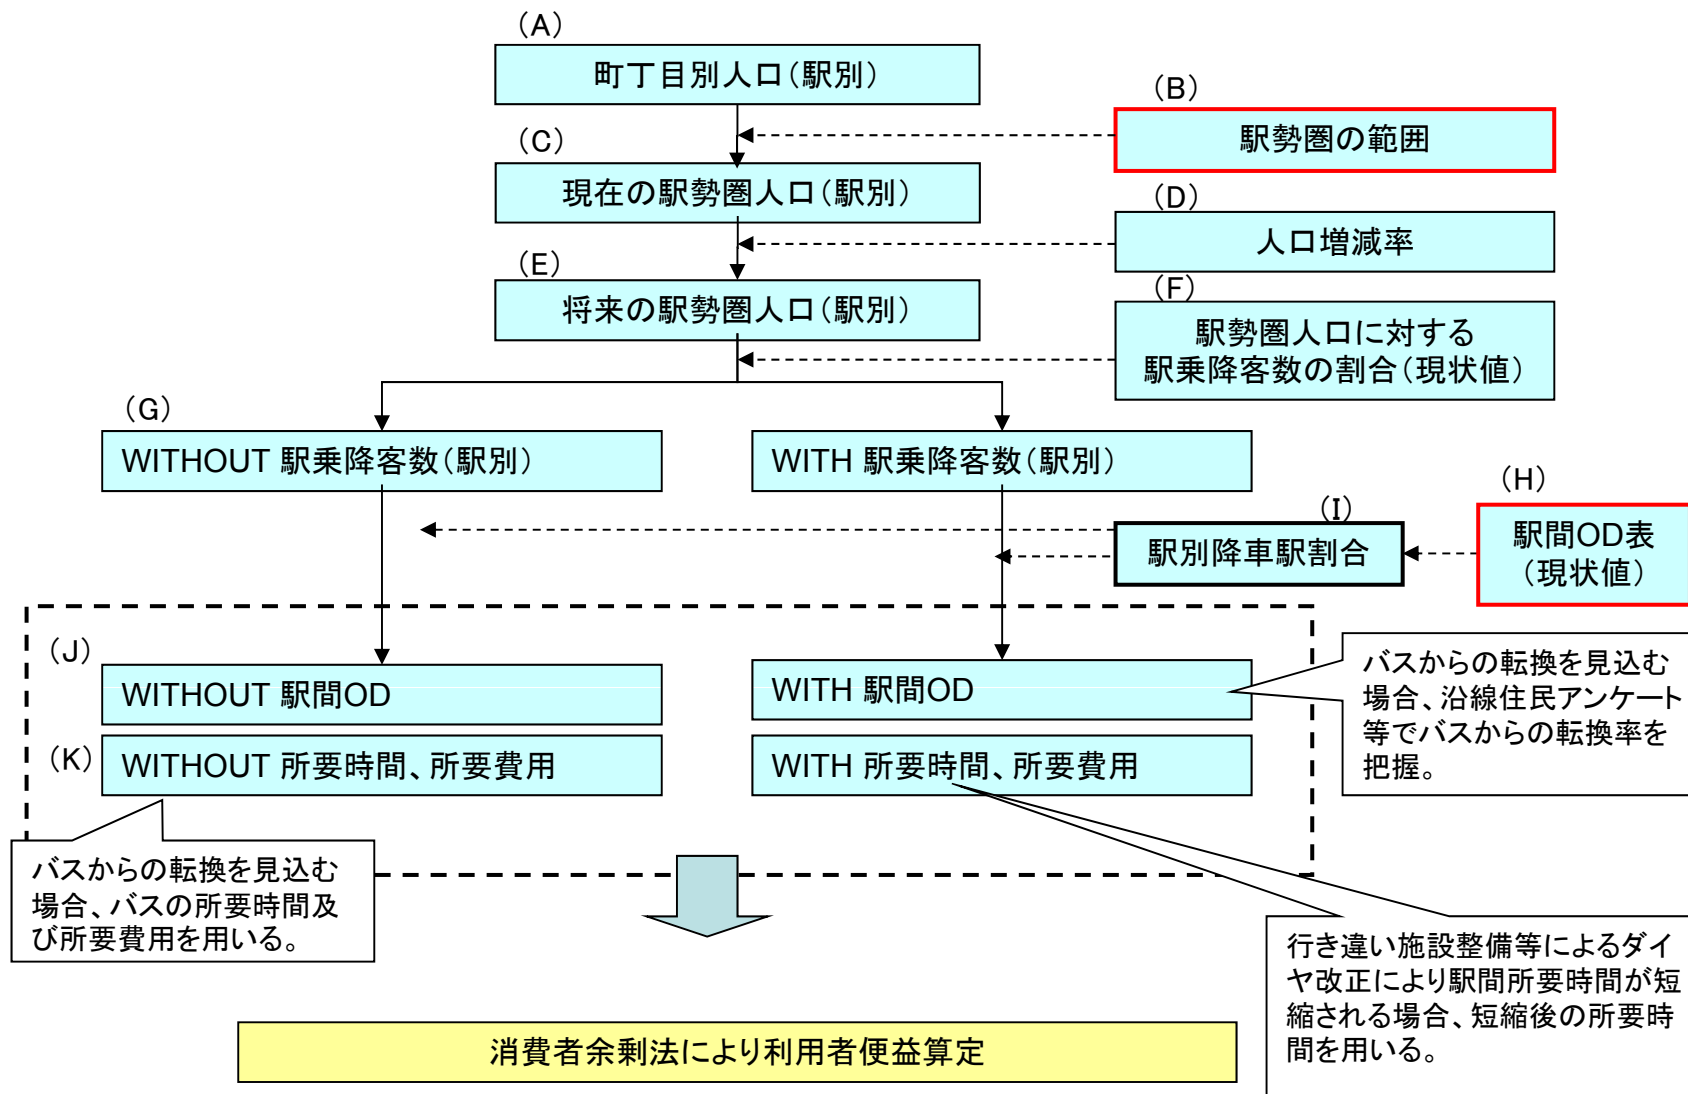 (A)
町丁目別人口（駅別）
(B)
駅勢圏の範囲
(C)
現在の駅勢圏人口（駅別）
(D)
人口増減率
(E)
将来の駅勢圏人口（駅別）
(F)
駅勢圏人口に対する
駅乗降客数の割合（現状値）
(G)
WITHOUT 駅乗降客数（駅別）
WITH 駅乗降客数（駅別）
(H)
駅間OD表
（現状値）
(I)
駅別降車駅割合
(J)
WITHOUT 駅間OD
WITH 駅間OD
バスからの転換を見込む
場合、沿線住民アンケート
等でバスからの転換率を
把握。
(K)
WITHOUT 所要時間、所要費用
WITH 所要時間、所要費用
バスからの転換を見込む
場合、バスの所要時間及
び所要費用を用いる。
行き違い施設整備等によるダイ
ヤ改正により駅間所要時間が短
縮される場合、短縮後の所要時
間を用いる。
消費者余剰法により利用者便益算定